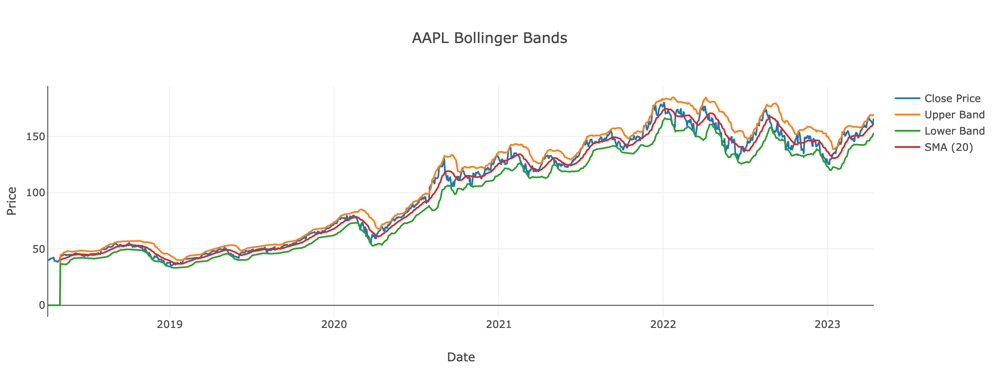 AAPL Bollinger Bands
Close Price
Upper Band
Lower Band
SMA (20)
Price
150
100
50
0
2019
2020
2021
2022
2023
Date